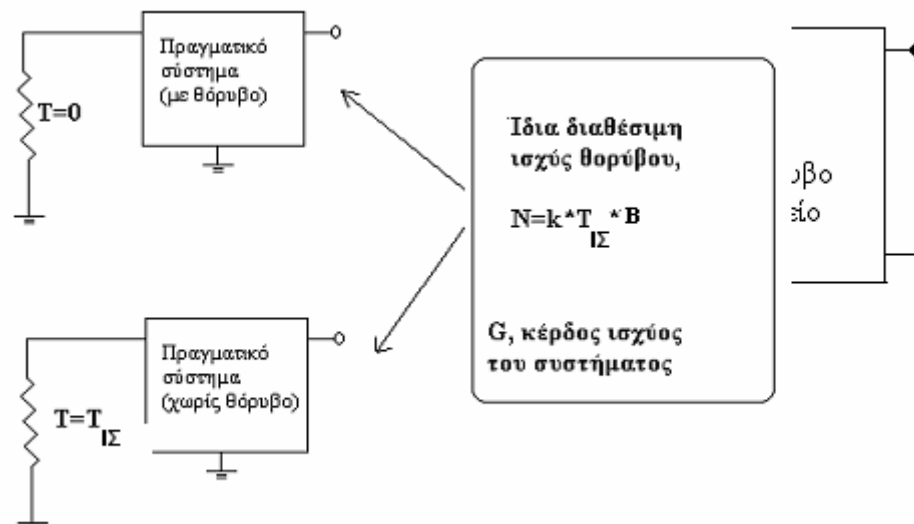 Πραγματικό
σύστημα
(με θόρυβο)
T=0
Ίδια διαθέσιμη
ισχύς θορύβου,
N=k*T ΙΣ * B
G, κέρδος ισχύος
του συστήματος
Πραγματικό
σύστημα
(χωρίς θόρυβο)
T=T ΙΣ